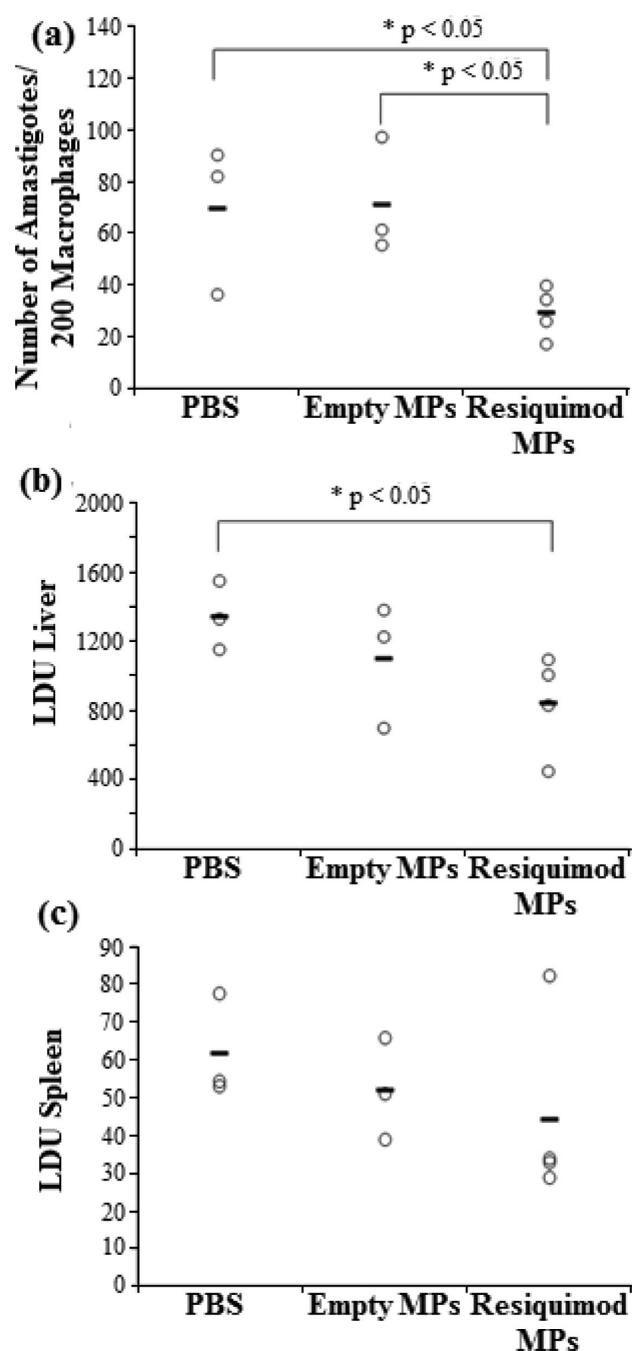 (a)
Number of Amastigotes/
200 Macrophages
140
120
100
80
60
40
20
0
* p < 0.05
* p < 0.05
PBS
Empty MPs
Resiquimod
MPs
(b)
LDU Liver
2000
1600
1200
800
400
0
* p < 0.05
PBS
Empty MPs
Resiquimod
MPs
(c)
LDU Spleen
90
80
70
60
50
40
30
20
10
0
PBS
Empty MPs
Resiquimod
MPs